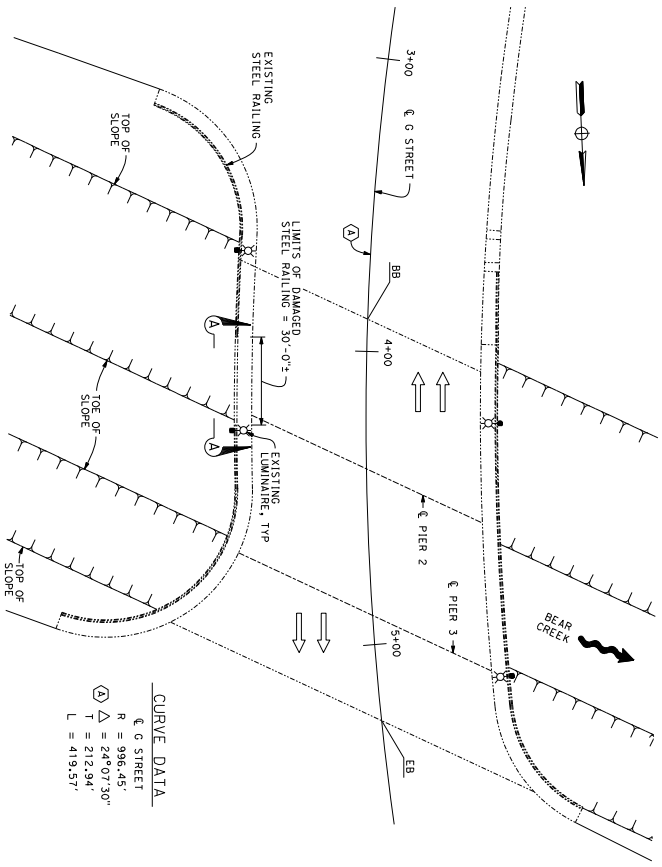 3+00
℄ G STREET
A
EXISTING
STEEL RAILING
TOP OF
SLOPE
BB
4+00
LIMITS OF DAMAGED
STEEL RAILING = 30'-0"±
A
A
EXISTING
LUMINAIRE, TYP
TOE OF
SLOPE
TOP OF
SLOPE
℄ PIER 2
℄ PIER 3
BEAR
CREEK
5+00
EB
CURVE DATA
℄ G STREET
R = 996.45'
A Δ = 24°07'30"
T = 212.94'
L = 419.57'